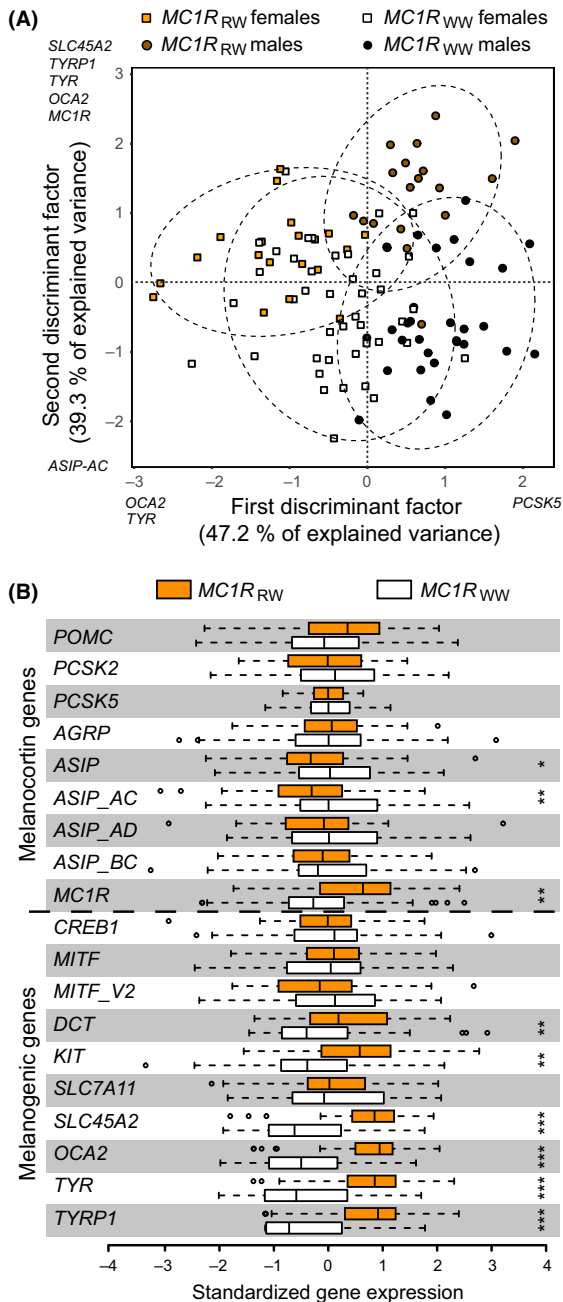 (A)
MC1R RW females
MC1R WW females
MC1R RW males
MC1R WW males
SLC45A2
TYRP1
TYR
OCA2
MC1R
3
2
1
0
−1
−2
Second discriminant factor
(39.3 % of explained variance)
ASIP-AC
−3 −2 −1 0 1 2
OCA2
TYR
First discriminant factor
(47.2 % of explained variance)
PCSK5
(B)
MC1R RW
MC1R WW
Melanocortin genes
POMC
PCSK2
PCSK5
AGRP
ASIP *
ASIP_AC **
ASIP_AD
ASIP_BC
MC1R **
Melanogenic genes
CREB1
MITF
MITF_V2
DCT **
KIT **
SLC7A11
SLC45A2 ***
OCA2 ***
TYR ***
TYRP1 ***
−4 −3 −2 −1 0 1 2 3 4
Standardized gene expression